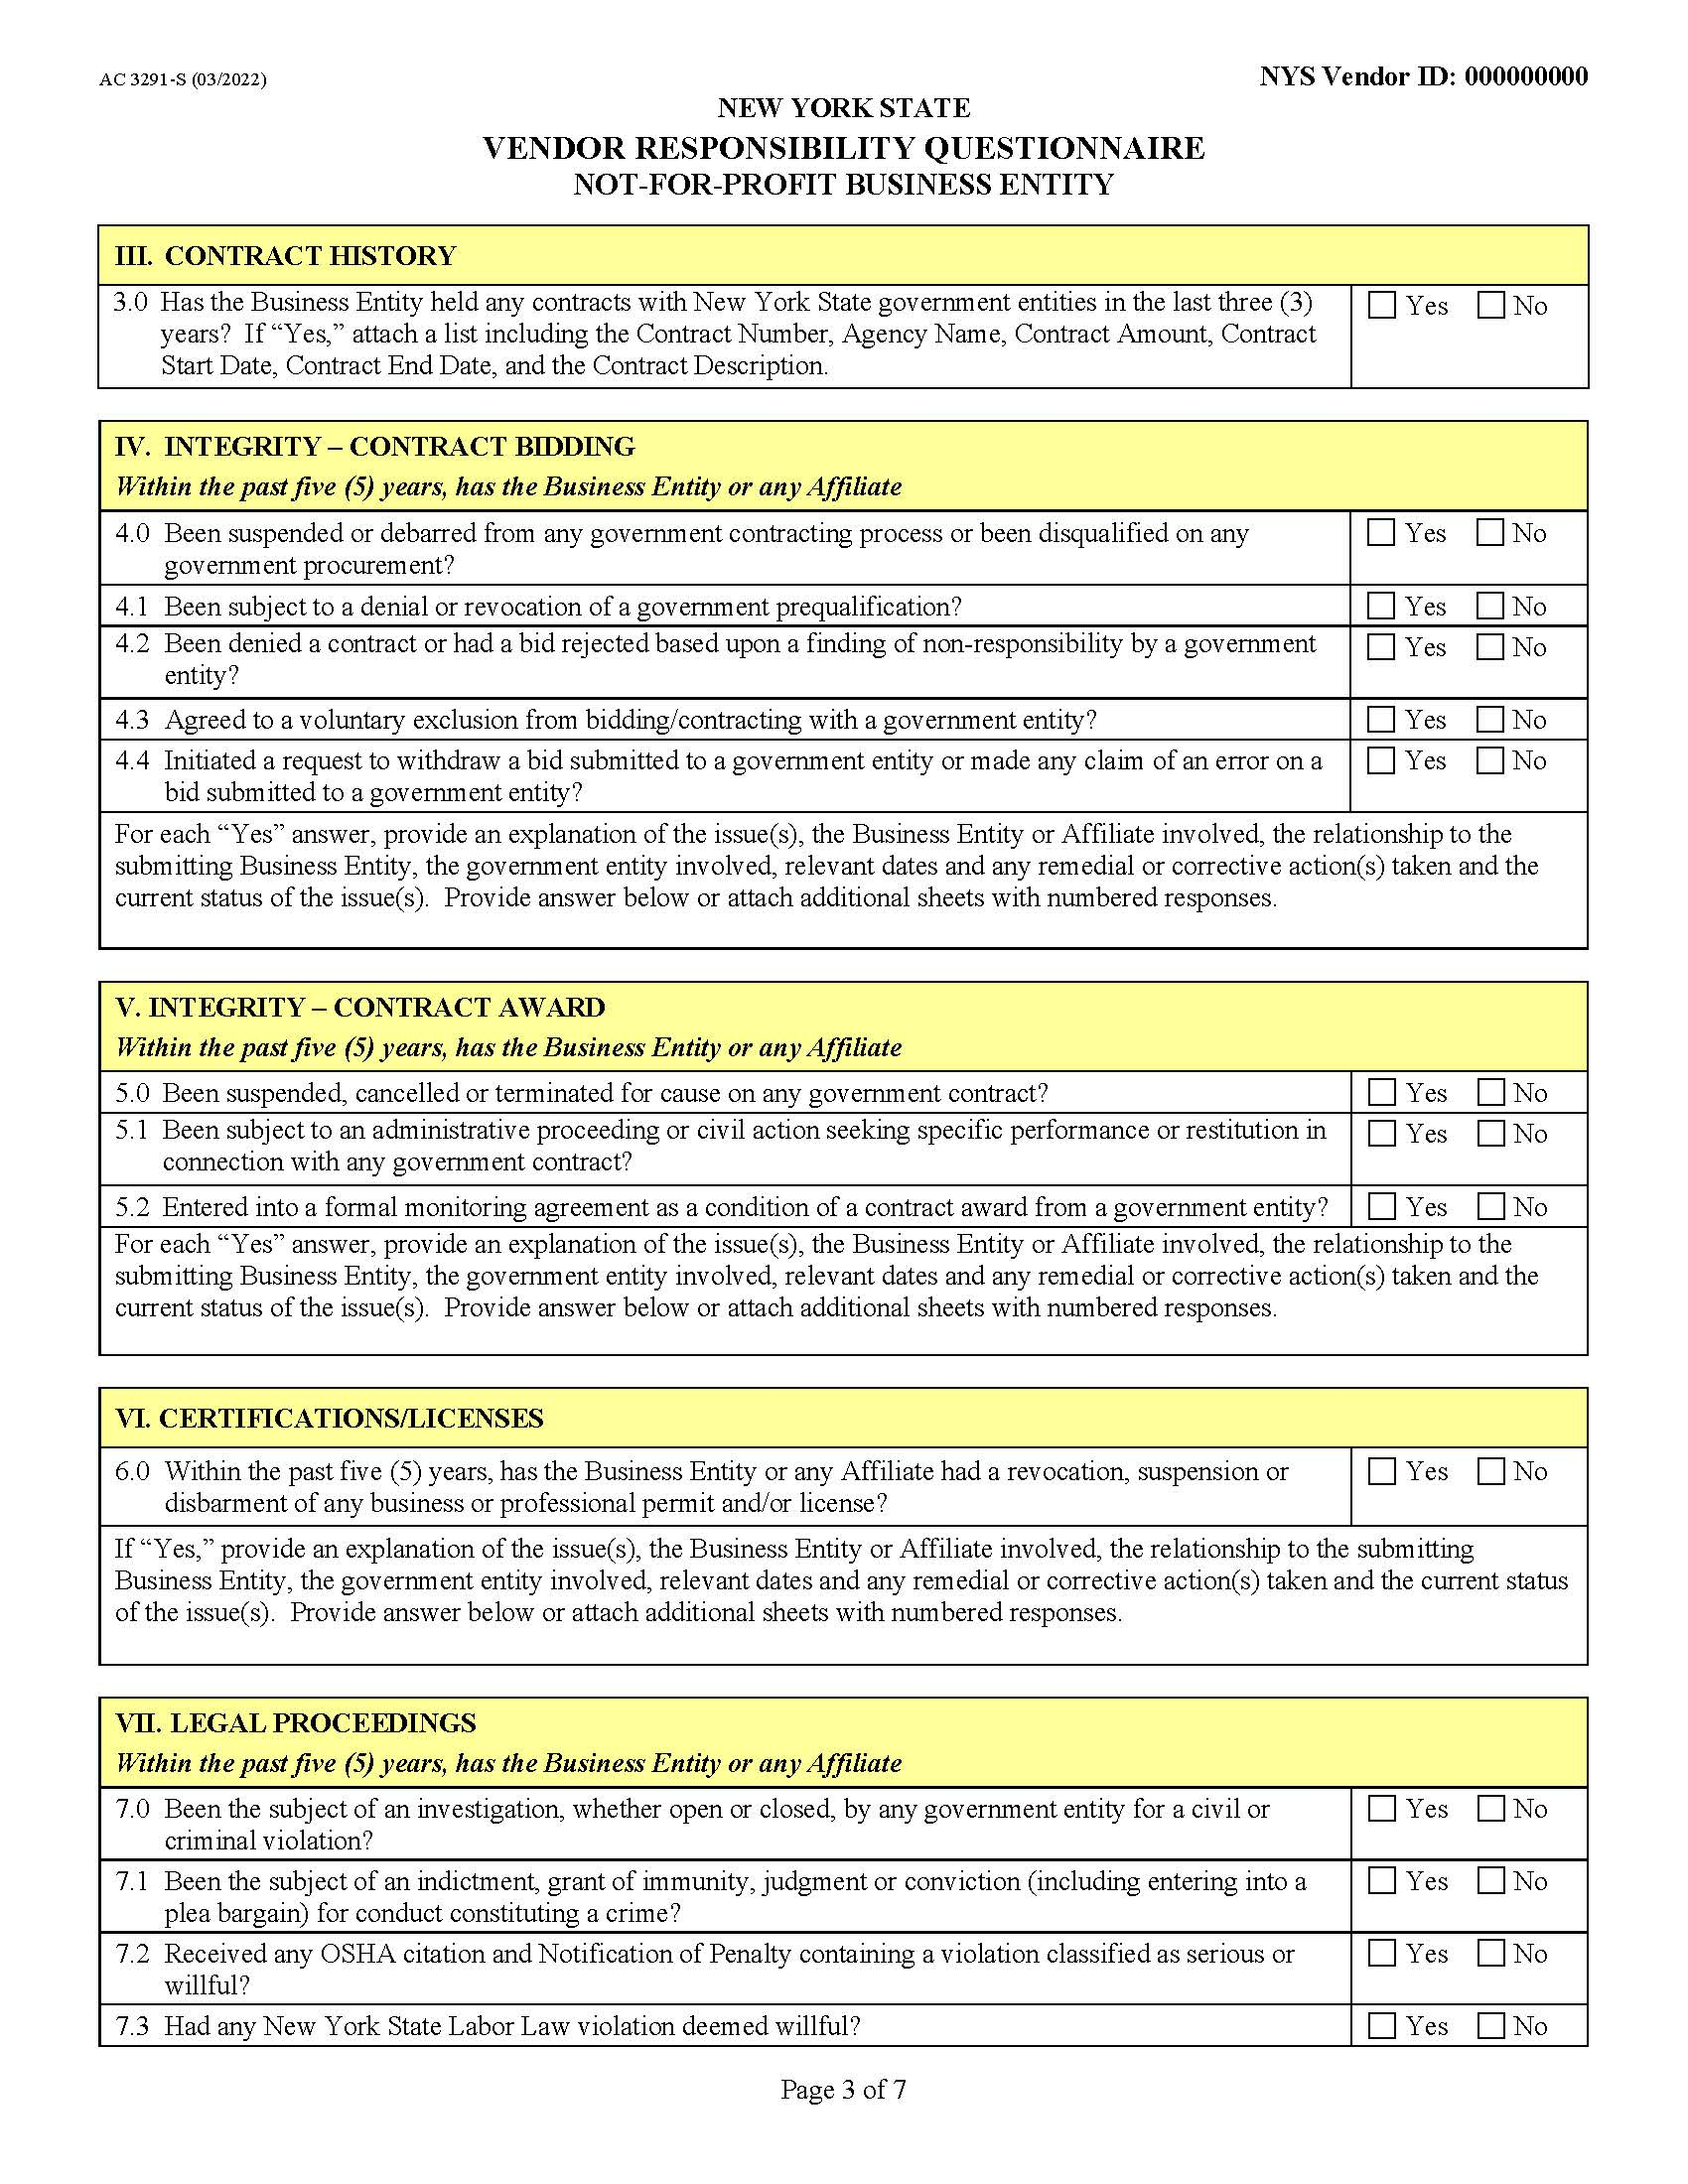 AC 3291-S (03/2022)
NYS Vendor ID: 000000000
NEW YORK STATE
VENDOR RESPONSIBILITY QUESTIONNAIRE
NOT-FOR-PROFIT BUSINESS ENTITY
III. CONTRACT HISTORY
3.0 Has the Business Entity held any contracts with New York State government entities in the last three (3)
years? If “Yes,” attach a list including the Contract Number, Agency Name, Contract Amount, Contract
Start Date, Contract End Date, and the Contract Description.
Yes No
IV. INTEGRITY – CONTRACT BIDDING
Within the past five (5) years, has the Business Entity or any Affiliate
4.0 Been suspended or debarred from any government contracting process or been disqualified on any
government procurement?
Yes No
4.1 Been subject to a denial or revocation of a government prequalification?
Yes No
4.2 Been denied a contract or had a bid rejected based upon a finding of non-responsibility by a government
entity?
Yes No
4.3 Agreed to a voluntary exclusion from bidding/contracting with a government entity?
Yes No
4.4 Initiated a request to withdraw a bid submitted to a government entity or made any claim of an error on a
bid submitted to a government entity?
Yes No
For each “Yes” answer, provide an explanation of the issue(s), the Business Entity or Affiliate involved, the relationship to the
submitting Business Entity, the government entity involved, relevant dates and any remedial or corrective action(s) taken and the
current status of the issue(s). Provide answer below or attach additional sheets with numbered responses.
V. INTEGRITY – CONTRACT AWARD
Within the past five (5) years, has the Business Entity or any Affiliate
5.0 Been suspended, cancelled or terminated for cause on any government contract?
Yes No
5.1 Been subject to an administrative proceeding or civil action seeking specific performance or restitution in
connection with any government contract?
Yes No
5.2 Entered into a formal monitoring agreement as a condition of a contract award from a government entity?
Yes No
For each “Yes” answer, provide an explanation of the issue(s), the Business Entity or Affiliate involved, the relationship to the
submitting Business Entity, the government entity involved, relevant dates and any remedial or corrective action(s) taken and the
current status of the issue(s). Provide answer below or attach additional sheets with numbered responses.
VI. CERTIFICATIONS/LICENSES
6.0 Within the past five (5) years, has the Business Entity or any Affiliate had a revocation, suspension or
disbarment of any business or professional permit and/or license?
Yes No
If “Yes,” provide an explanation of the issue(s), the Business Entity or Affiliate involved, the relationship to the submitting
Business Entity, the government entity involved, relevant dates and any remedial or corrective action(s) taken and the current status
of the issue(s). Provide answer below or attach additional sheets with numbered responses.
VII. LEGAL PROCEEDINGS
Within the past five (5) years, has the Business Entity or any Affiliate
7.0 Been the subject of an investigation, whether open or closed, by any government entity for a civil or
criminal violation?
Yes No
7.1 Been the subject of an indictment, grant of immunity, judgment or conviction (including entering into a
plea bargain) for conduct constituting a crime?
Yes No
7.2 Received any OSHA citation and Notification of Penalty containing a violation classified as serious or
willful?
Yes No
7.3 Had any New York State Labor Law violation deemed willful?
Yes No
Page 3 of 7